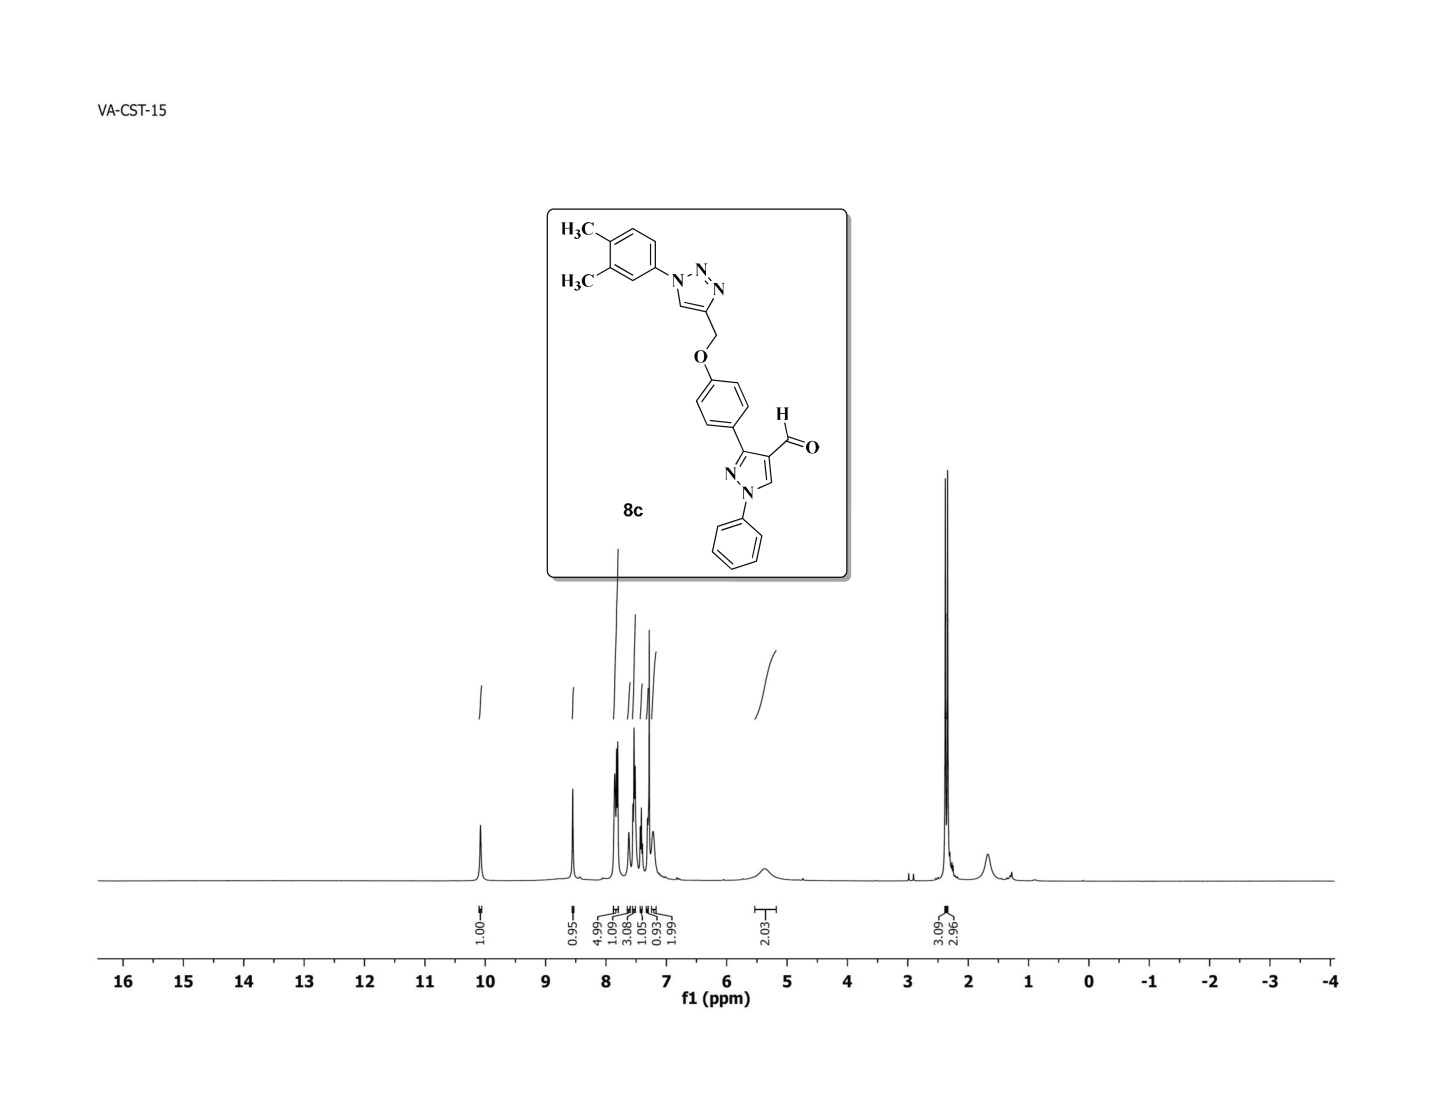 VA-CST-15
H3C
H3C
N
N
N
O
H
O
N
N
8c
1.00
0.95
4.99
1.09
3.08
1.05
0.93
1.99
2.03
3.09
2.96
16 15 14 13 12 11 10 9 8 7 6 5 4 3 2 1 0 -1 -2 -3 -4
f1 (ppm)